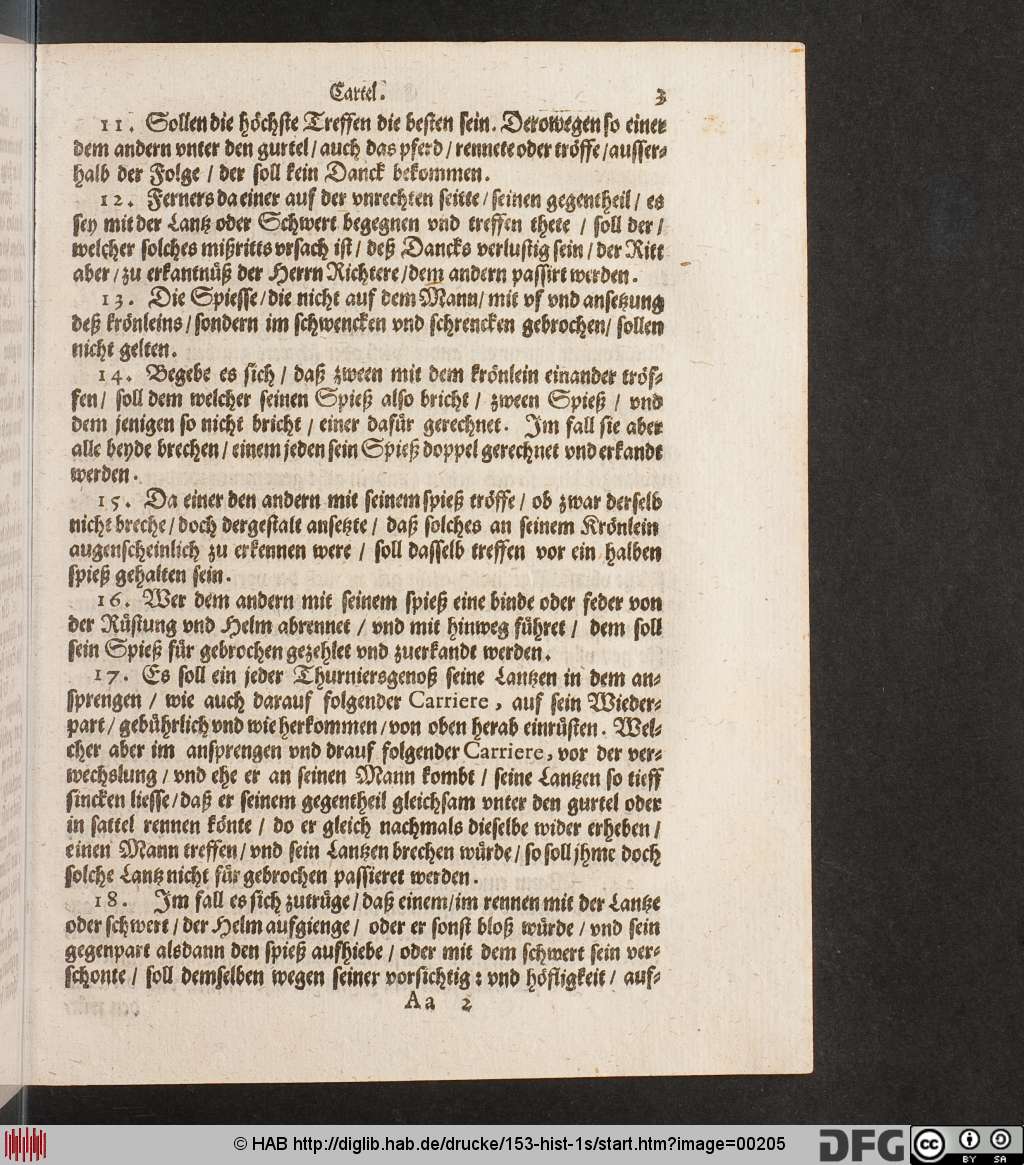 Cartel. 3
11. Sollen die höchste Treffen die besten sein. Derowegen so einer
dem andern vnter den gurtel / auch das pferd / rennete oder tröffe / ausser-
halb der Folge / der soll kein Danck bekommen.
12. Ferners da einer auf der vnrechten seitte / seinen gegentheil / es
sey mit der Lantz oder Schwert begegnen vnd treffen thete / soll der /
welcher solches mißritts vrsach ist / deß Dancks verlustig sein / der Ritt
aber / zu erkantnüß der Herrn Richtere / dem andern passirt werden.
13. Die Spiesse / die nicht auf dem Mann / mit vf vnd ansetzung
deß krönleins / sondern im schwencken vnd schrencken gebrochen / sollen
nicht gelten.
14. Begebe es sich / daß zween mit dem krönlein einander tröf-
fen / soll dem welcher seinen Spieß also bricht / zween Spieß / vnd
dem jenigen so nicht bricht / einer dafür gerechnet. Im fall sie aber
alle beyde brechen / einem jeden sein Spieß doppel gerechnet vnd erkandt
werden.
15. Da einer den andern mit seinem spieß tröffe / ob zwar derselb
nicht breche / doch dergestalt ansetzte / daß solches an seinem Krönlein
augenscheinlich zu erkennen were / soll dasselb treffen vor ein halben
spieß gehalten sein.
16. Wer dem andern mit seinem spieß eine binde oder feder von
der Rüstung vnd Helm abrennet / vnd mit hinweg führet / dem soll
sein Spieß für gebrochen gezehlet vnd zuerkandt werden.
17. Es soll ein jeder Thurniersgenoß seine Lantzen in dem an-
sprengen / wie auch darauf folgender Carriere, auf sein Wieder-
part / gebührlich vnd wie herkommen / von oben herab einrüsten. Wel-
cher aber im ansprengen vnd drauf folgender Carriere, vor der ver-
wechslung / vnd ehe er an seinen Mann kombt / seine Lantzen so tieff
sincken liesse / daß er seinem gegentheil gleichsam vnter den gurtel oder
in sattel rennen könte / do er gleich nachmals dieselbe wider erheben /
einen Mann treffen / vnd sein Lantzen brechen würde / so soll jhme doch
solche Lantz nicht für gebrochen passieret werden.
18. Im fall es sich zutrüge / daß einem / im rennen mit der Lantze
oder schwert / der Helm aufgienge / oder er sonst bloß würde / vnd sein
gegenpart alsdann den spieß aufhiebe / oder mit dem schwert sein ver-
schonte / soll demselben wegen seiner vorsichtig: vnd höfligkeit / auf-
Aa 2
© HAB http://diglib.hab.de/drucke/153-hist-1s/start.htm?image=00205
DFG
cc BY SA